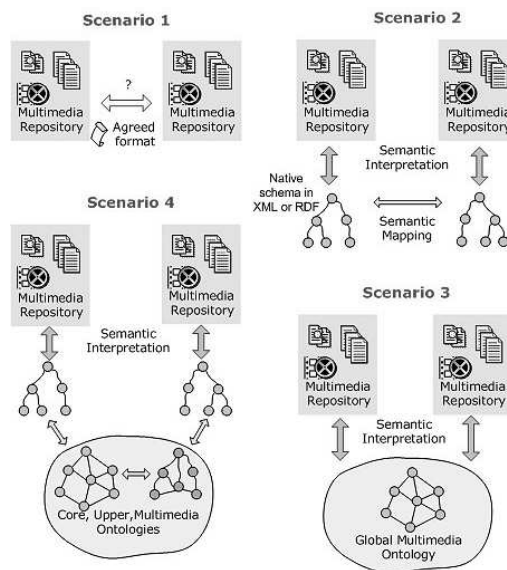 Scenario 1
Multimedia
Repository
?
Agreed
format
Multimedia
Repository
Scenario 2
Multimedia
Repository
Multimedia
Repository
Semantic
Interpretation
Native
schema in
XML or RDF
Semantic
Mapping
Scenario 4
Multimedia
Repository
Multimedia
Repository
Semantic
Interpretation
Core, Upper,Multimedia
Ontologies
Scenario 3
Multimedia
Repository
Multimedia
Repository
Semantic
Interpretation
Global Multimedia
Ontology